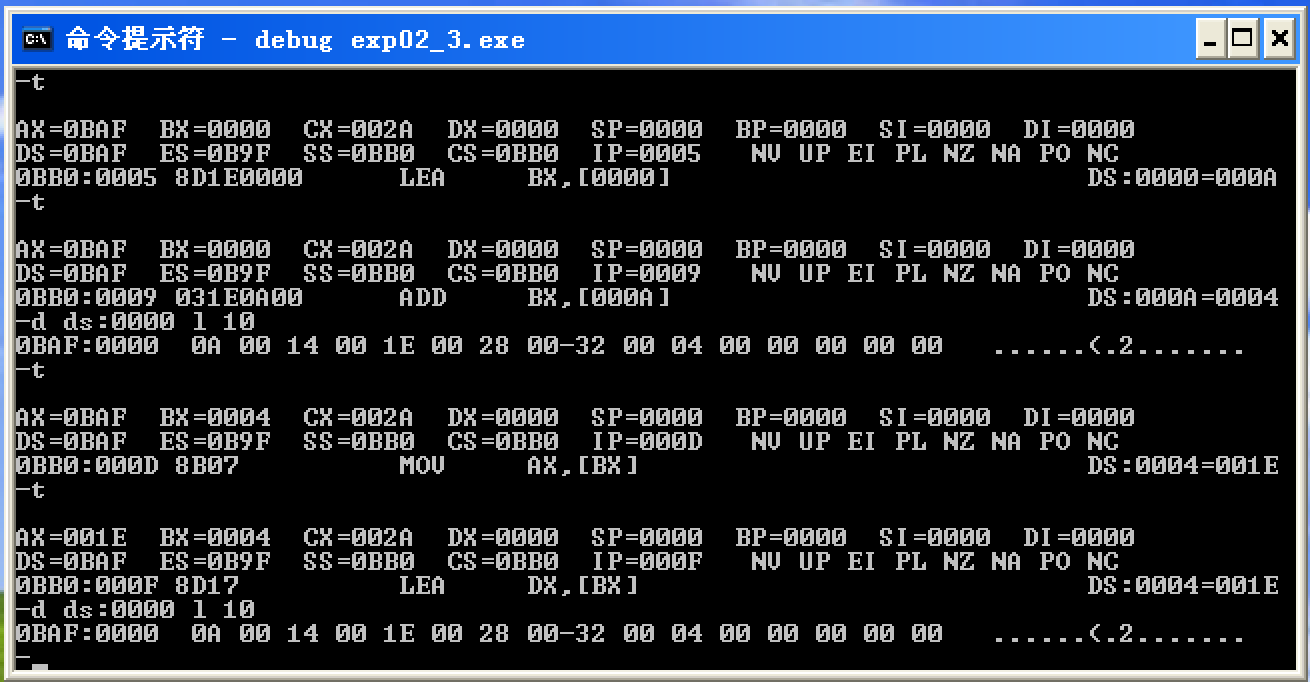 命令提示符 - debug exp02_3.exe
-t
AX=0BAF BX=0000 CX=002A DX=0000 SP=0000 BP=0000 SI=0000 DI=0000
DS=0BAF ES=0B9F SS=0BB0 CS=0BB0 IP=0005 NV UP EI PL NZ NA PO NC
0BB0:0005 8D1E0000 LEA BX,[0000] DS:0000=000A
-t
AX=0BAF BX=0000 CX=002A DX=0000 SP=0000 BP=0000 SI=0000 DI=0000
DS=0BAF ES=0B9F SS=0BB0 CS=0BB0 IP=0009 NV UP EI PL NZ NA PO NC
0BB0:0009 031E0A00 ADD BX,[000A] DS:000A=0004
-d ds:0000 l 10
0BAF:0000 0A 00 14 00 1E 00 28 00-32 00 04 00 00 00 00 00 ......(.2.......
-t
AX=0BAF BX=0004 CX=002A DX=0000 SP=0000 BP=0000 SI=0000 DI=0000
DS=0BAF ES=0B9F SS=0BB0 CS=0BB0 IP=000D NV UP EI PL NZ NA PO NC
0BB0:000D 8B07 MOV AX,[BX] DS:0004=001E
-t
AX=001E BX=0004 CX=002A DX=0000 SP=0000 BP=0000 SI=0000 DI=0000
DS=0BAF ES=0B9F SS=0BB0 CS=0BB0 IP=000F NV UP EI PL NZ NA PO NC
0BB0:000F 8D17 LEA DX,[BX] DS:0004=001E
-d ds:0000 l 10
0BAF:0000 0A 00 14 00 1E 00 28 00-32 00 04 00 00 00 00 00 ......(.2.......
-_